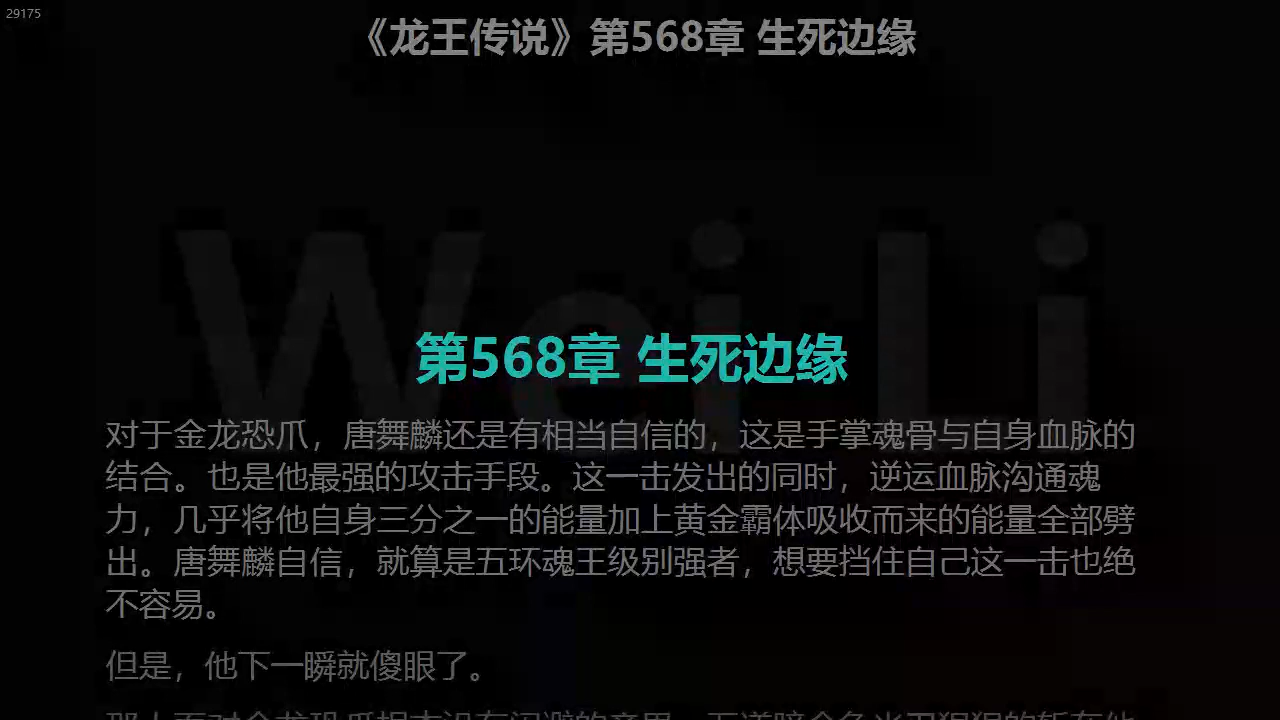 29175
《龙王传说》第568章 生死边缘
Wei Li
第568章 生死边缘
对于金龙恐爪，唐舞麟还是有相当自信的，这是手掌魂骨与自身血脉的
结合。也是他最强的攻击手段。这一击发出的同时，逆运血脉沟通魂
力，几乎将他自身三分之一的能量加上黄金霸体吸收而来的能量全部劈
出。唐舞麟自信，就算是五环魂王级别强者，想要挡住自己这一击也绝
不容易。
但是，他下一瞬就傻眼了。